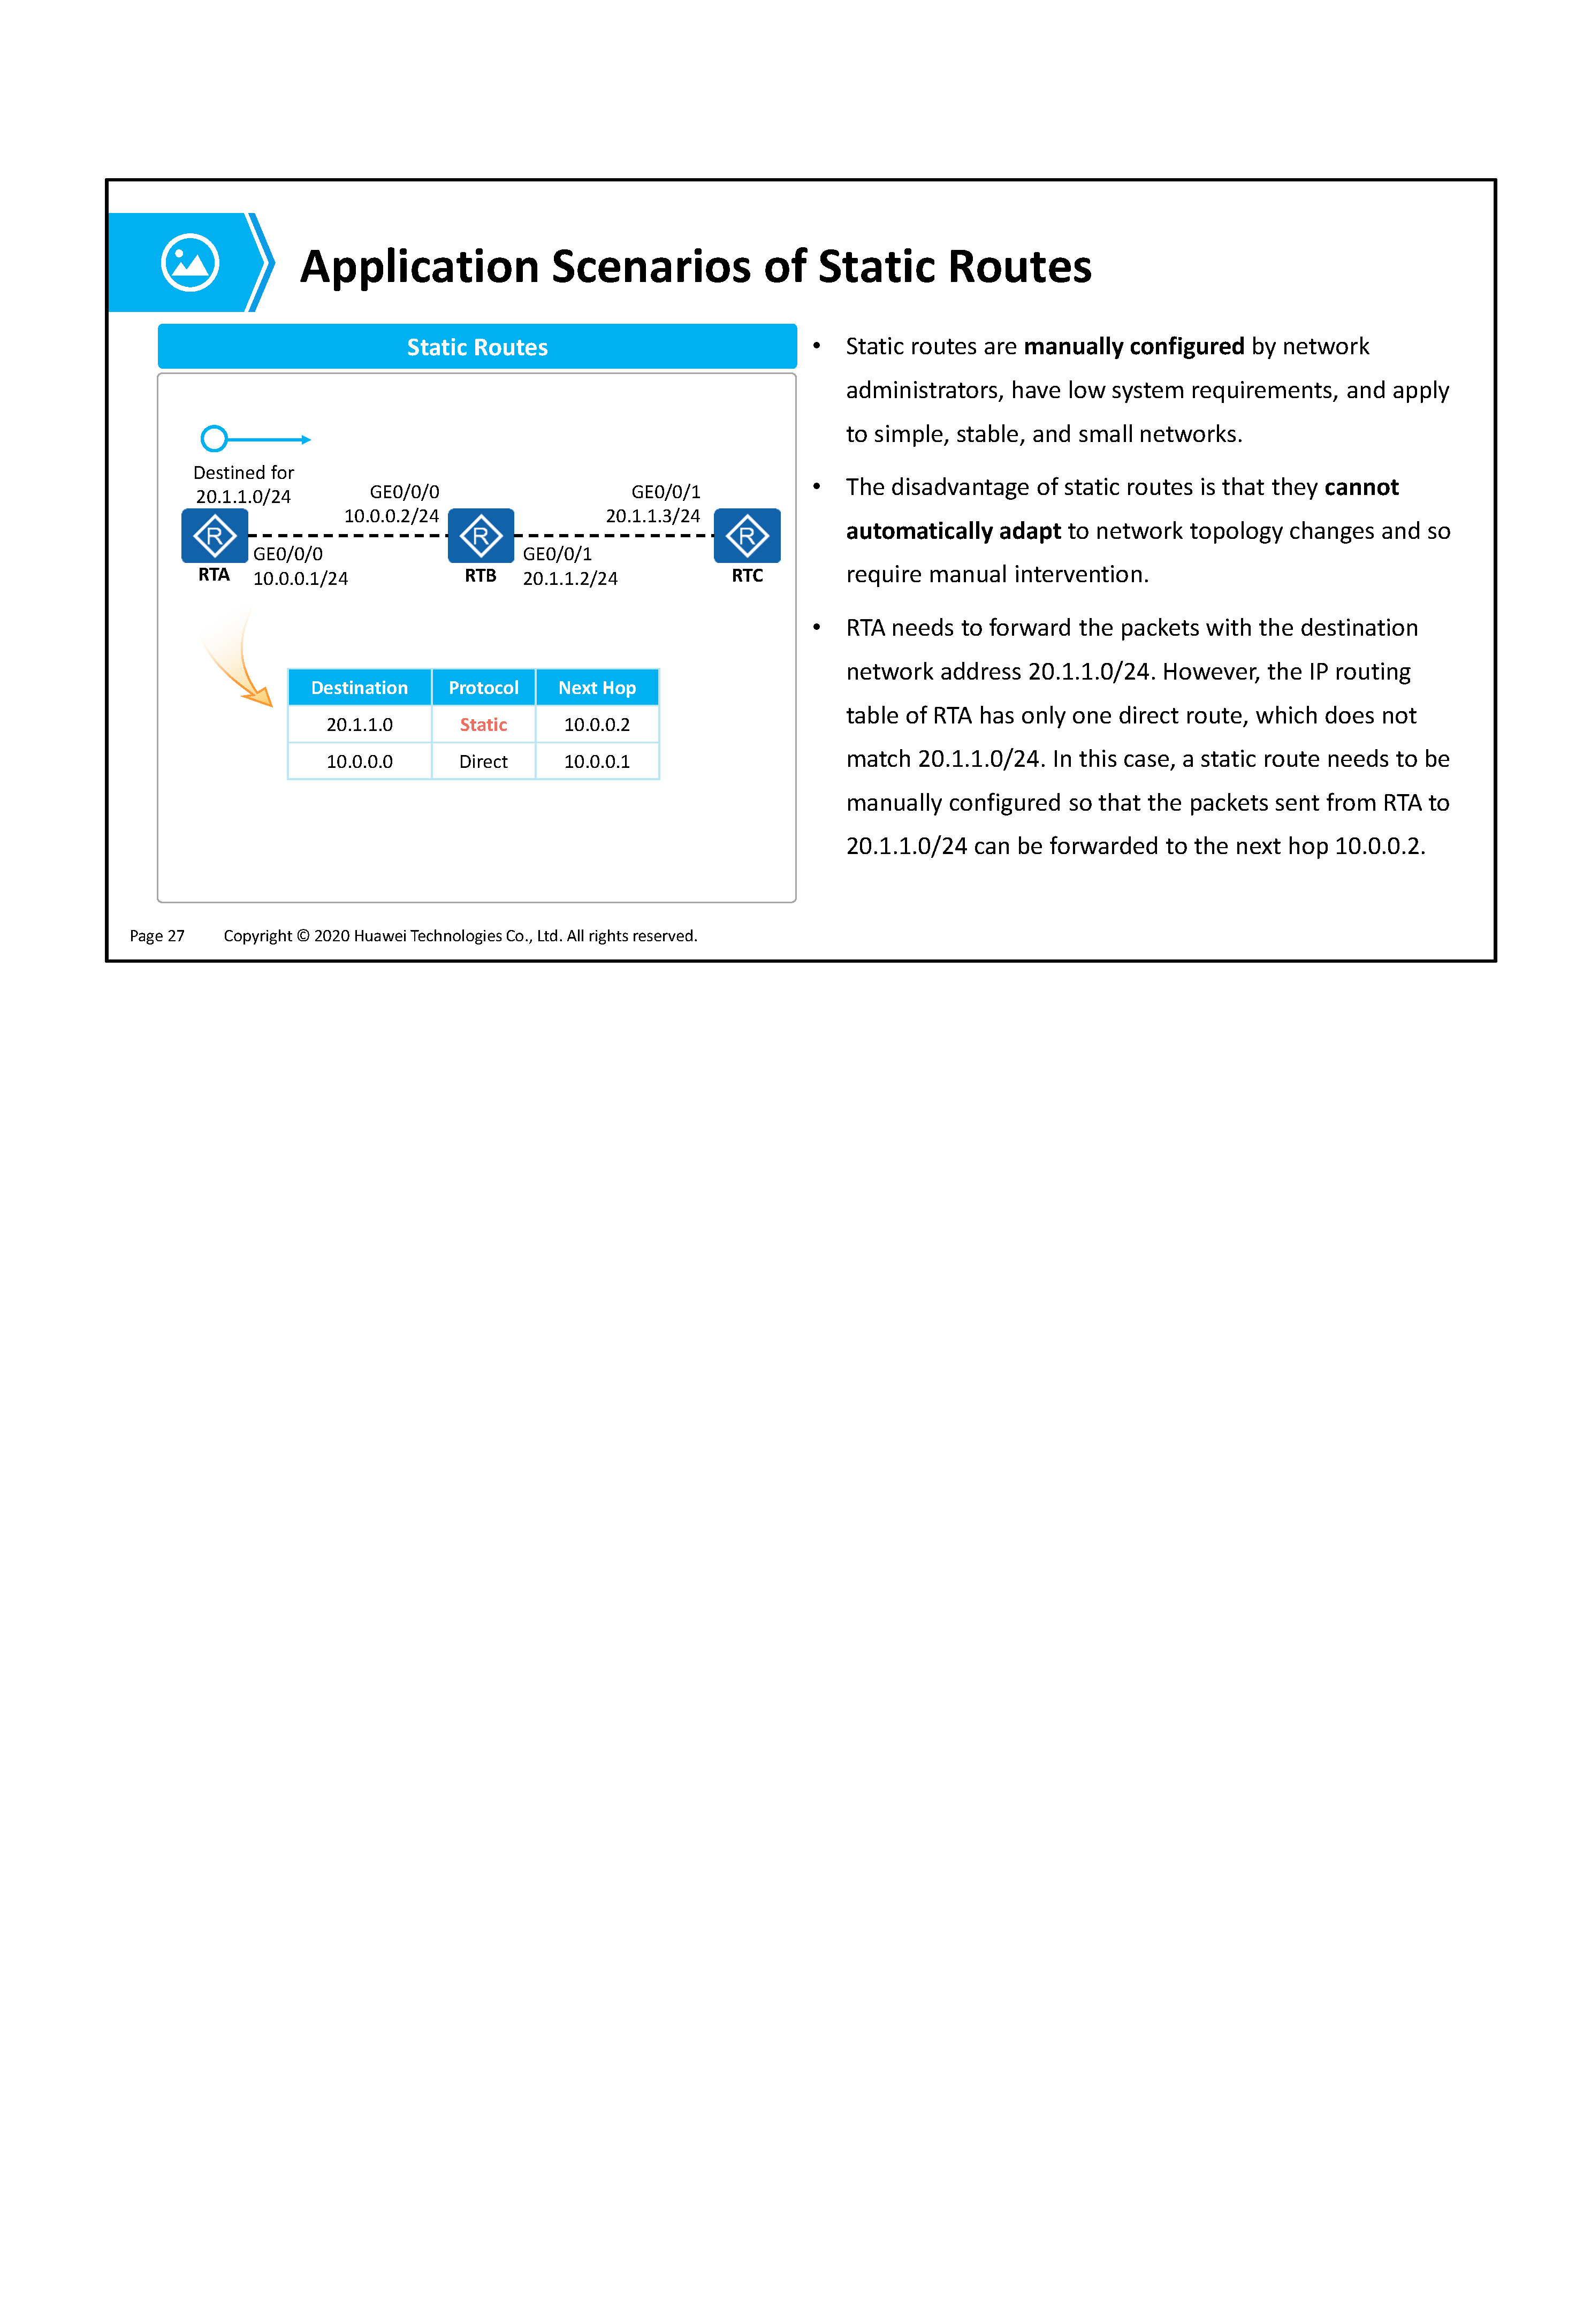 Application Scenarios of Static Routes
Static Routes
Destined for
20.1.1.0/24
GE0/0/0
10.0.0.2/24
GE0/0/1
20.1.1.3/24
R
R
R
GE0/0/0
10.0.0.1/24
GE0/0/1
20.1.1.2/24
RTA
RTB
RTC
Destination Protocol Next Hop
20.1.1.0 Static 10.0.0.2
10.0.0.0 Direct 10.0.0.1
• Static routes are manually configured by network
administrators, have low system requirements, and apply
to simple, stable, and small networks.
• The disadvantage of static routes is that they cannot
automatically adapt to network topology changes and so
require manual intervention.
• RTA needs to forward the packets with the destination
network address 20.1.1.0/24. However, the IP routing
table of RTA has only one direct route, which does not
match 20.1.1.0/24. In this case, a static route needs to be
manually configured so that the packets sent from RTA to
20.1.1.0/24 can be forwarded to the next hop 10.0.0.2.
Page 27 Copyright © 2020 Huawei Technologies Co., Ltd. All rights reserved.